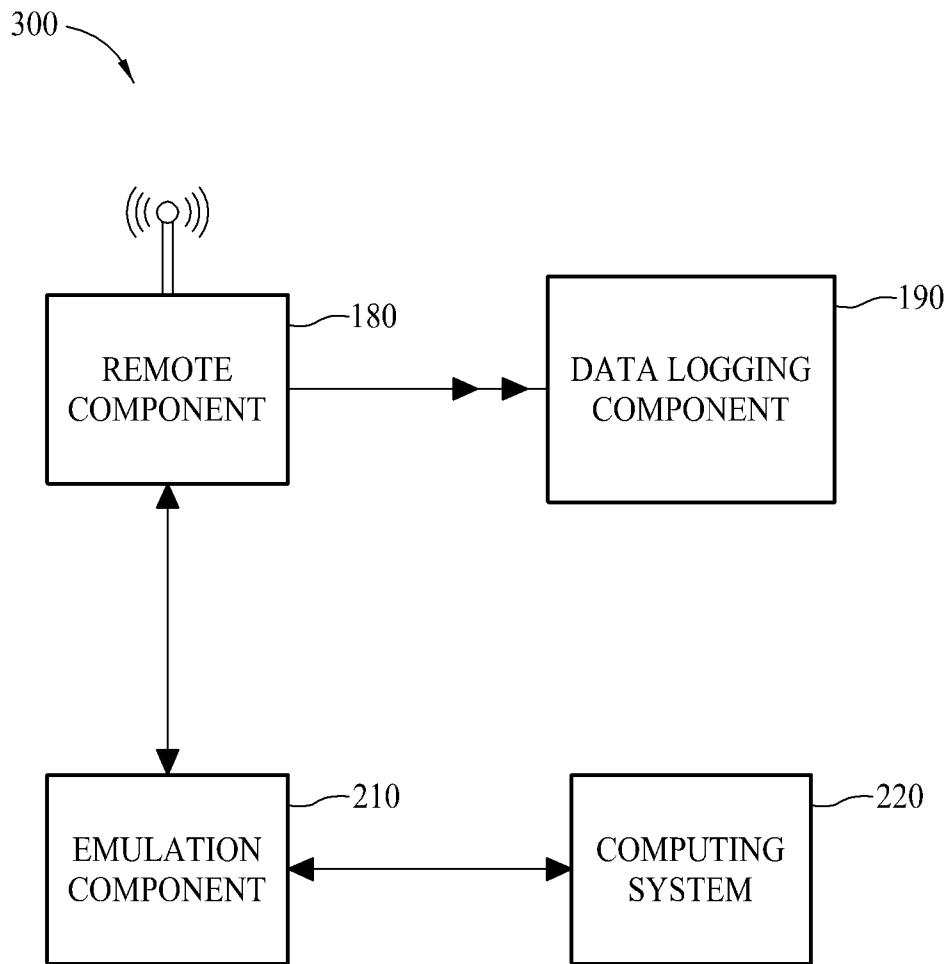 300
180
190
REMOTE
COMPONENT
DATA LOGGING
COMPONENT
210
220
EMULATION
COMPONENT
COMPUTING
SYSTEM